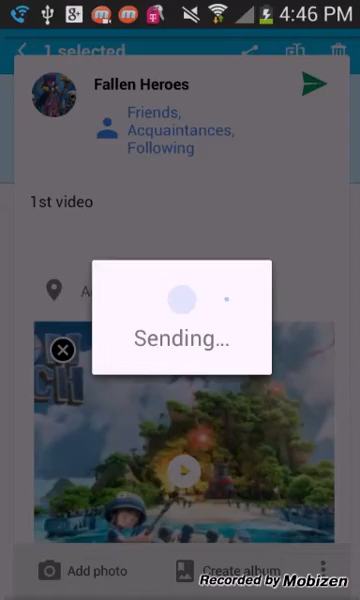 4:46 PM
1 selected
Fallen Heroes
Friends,
Acquaintances,
Following
1st video
Sending...
CH
Add photo
Create album
Recorded by Mobizen